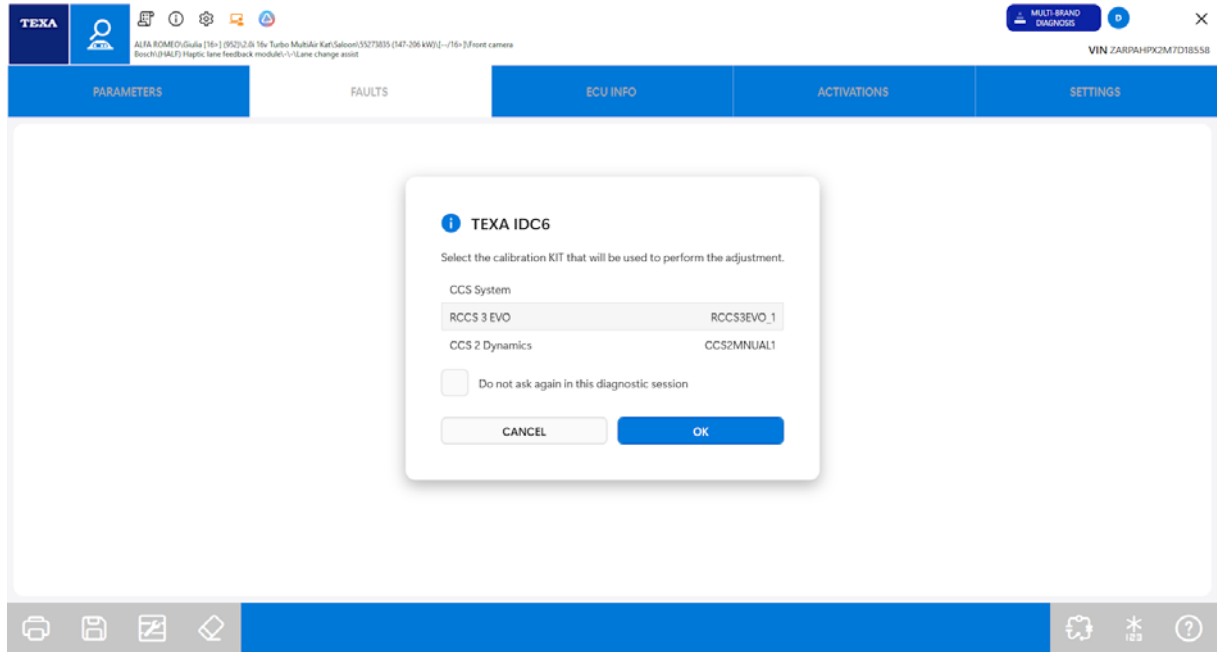 TEXA
MULTI-BRAND
DIAGNOSIS
D
ALFA ROMEO\Giulia [16>] (952)\2.0i 16v Turbo MultiAir Kat\Saloon\55273835 (147-206 kW)\[--/16> ]\Front camera
Bosch\(HALF) Haptic lane feedback module\-\-\Lane change assist
VIN ZARPAHPX2M7D18558
PARAMETERS
FAULTS
ECU INFO
ACTIVATIONS
SETTINGS
TEXA IDC6
Select the calibration KIT that will be used to perform the adjustment.
CCS System
RCCS 3 EVO RCCS3EVO_1
CCS 2 Dynamics CCS2MNUAL1
Do not ask again in this diagnostic session
CANCEL
OK
123